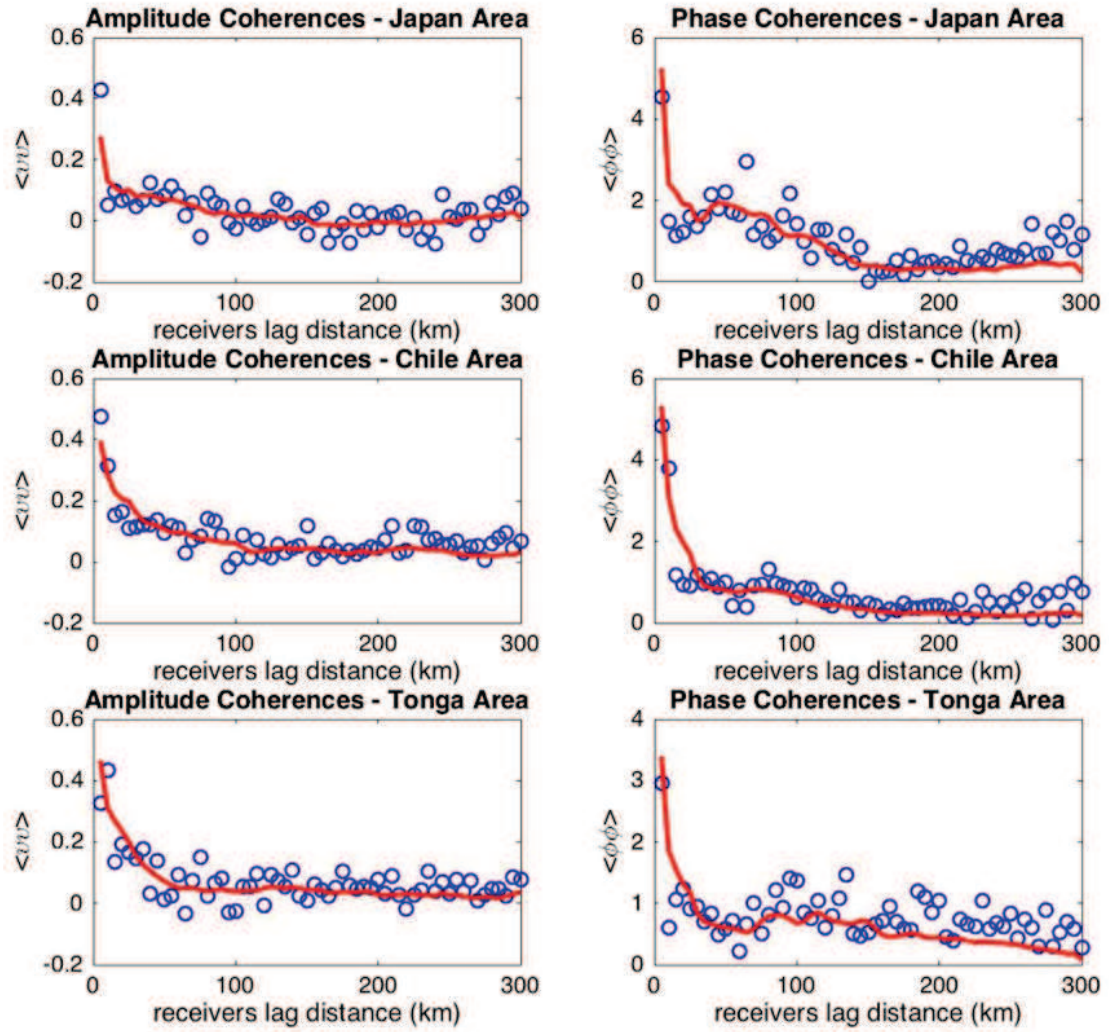 Amplitude Coherences - Japan Area
0.6
0.4
0.2
0
-0.2
<νν>
0
100
200
300
receivers lag distance (km)
Phase Coherences - Japan Area
6
4
2
0
<ϕϕ>
0
100
200
300
receivers lag distance (km)
Amplitude Coherences - Chile Area
0.6
0.4
0.2
0
-0.2
<νν>
0
100
200
300
receivers lag distance (km)
Phase Coherences - Chile Area
6
4
2
0
<ϕϕ>
0
100
200
300
receivers lag distance (km)
Amplitude Coherences - Tonga Area
0.6
0.4
0.2
0
-0.2
<νν>
0
100
200
300
receivers lag distance (km)
Phase Coherences - Tonga Area
4
3
2
1
0
<ϕϕ>
0
100
200
300
receivers lag distance (km)